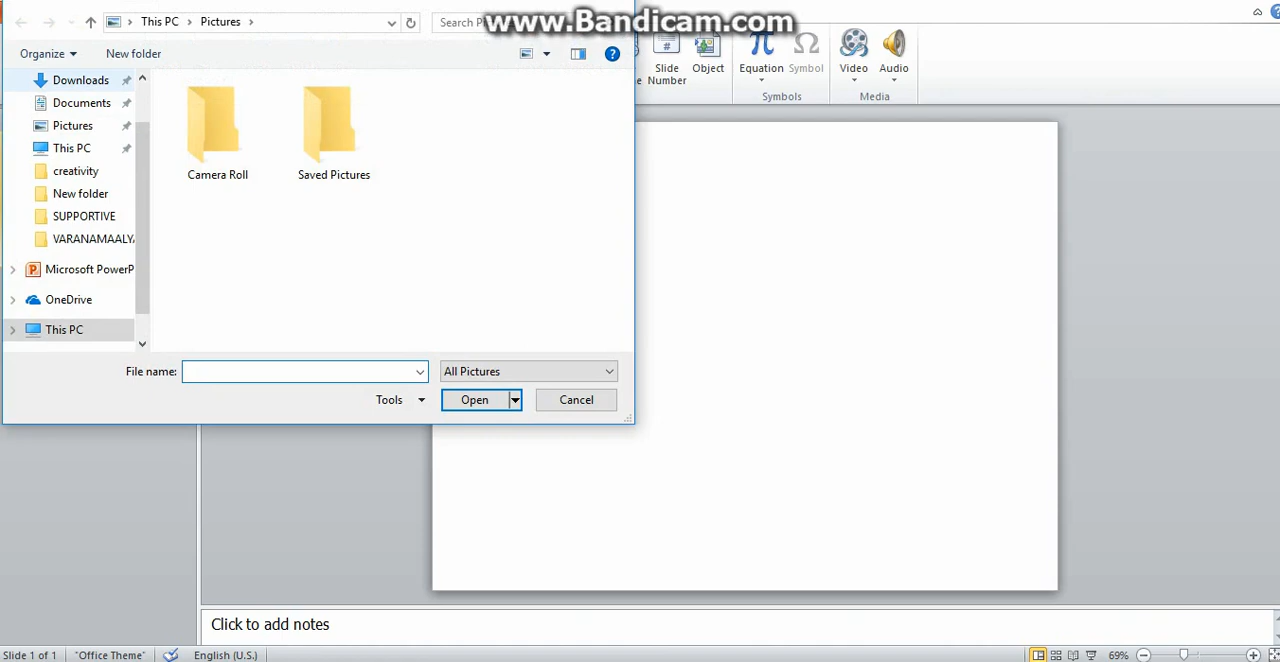 www.Bandicam.com
This PC Pictures
Search P
Organize New folder
Downloads
Documents
Pictures
This PC
creativity
New folder
SUPPORTIVE
VARANAMAALY
Microsoft PowerP
OneDrive
This PC
Camera Roll
Saved Pictures
File name:
All Pictures
Tools
Open
Cancel
Slide
Number
Object
Equation
Symbol
Symbols
Video
Audio
Media
Click to add notes
Slide 1 of 1 "Office Theme" English (U.S.) 69%